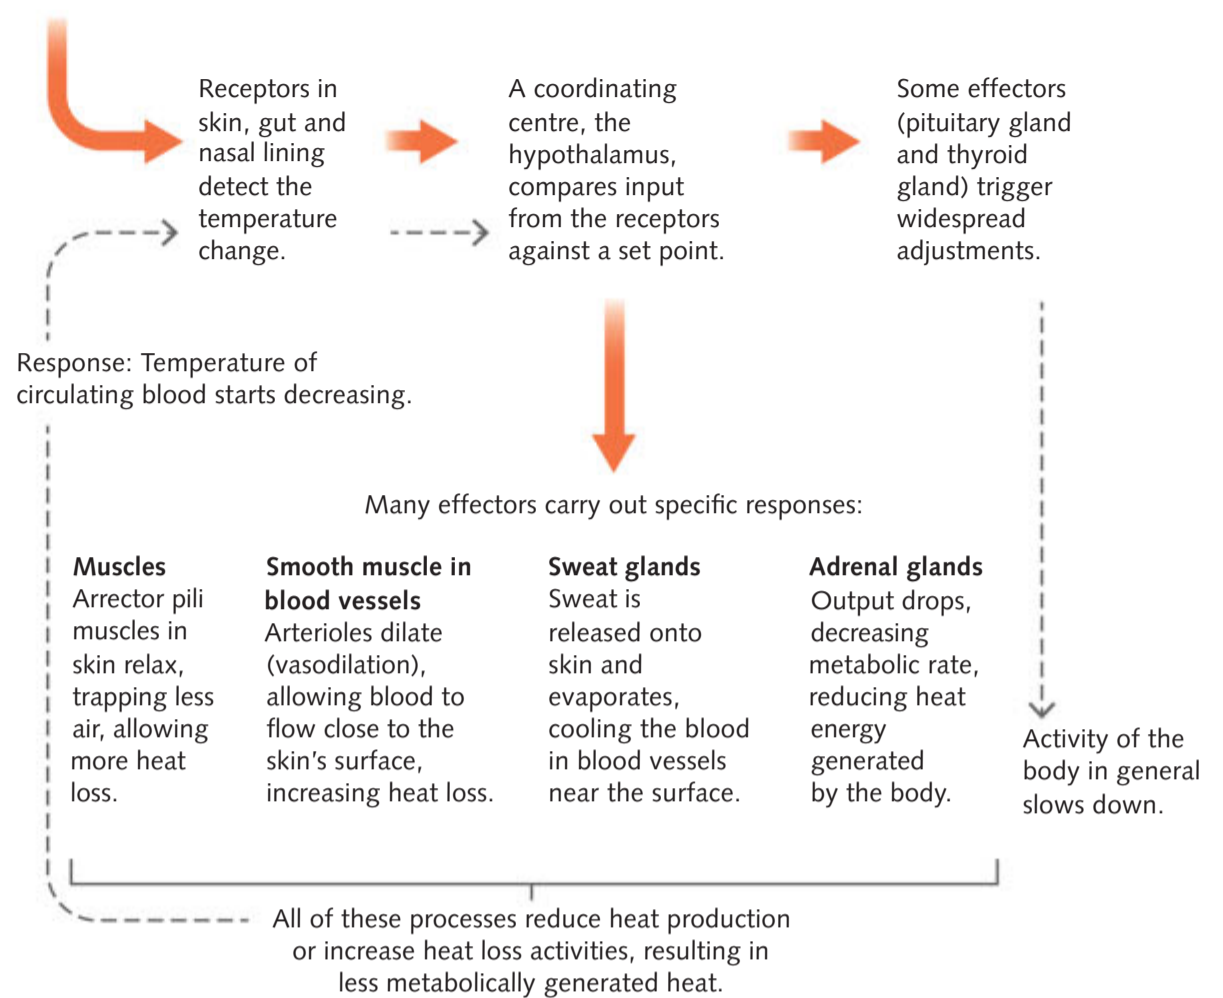 Receptors in
skin, gut and
nasal lining
detect the
temperature
change.
A coordinating
centre, the
hypothalamus,
compares input
from the receptors
against a set point.
Some effectors
(pituitary gland
and thyroid
gland) trigger
widespread
adjustments.
Response: Temperature of
circulating blood starts decreasing.
Many effectors carry out specific responses:
Muscles
Arrector pili
muscles in
skin relax,
trapping less
air, allowing
more heat
loss.
Smooth muscle in
blood vessels
Arterioles dilate
(vasodilation),
allowing blood to
flow close to the
skin's surface,
increasing heat loss.
Sweat glands
Sweat is
released onto
skin and
evaporates,
cooling the blood
in blood vessels
near the surface.
Adrenal glands
Output drops,
decreasing
metabolic rate,
reducing heat
energy
generated
by the body.
Activity of the
body in general
slows down.
All of these processes reduce heat production
or increase heat loss activities, resulting in
less metabolically generated heat.